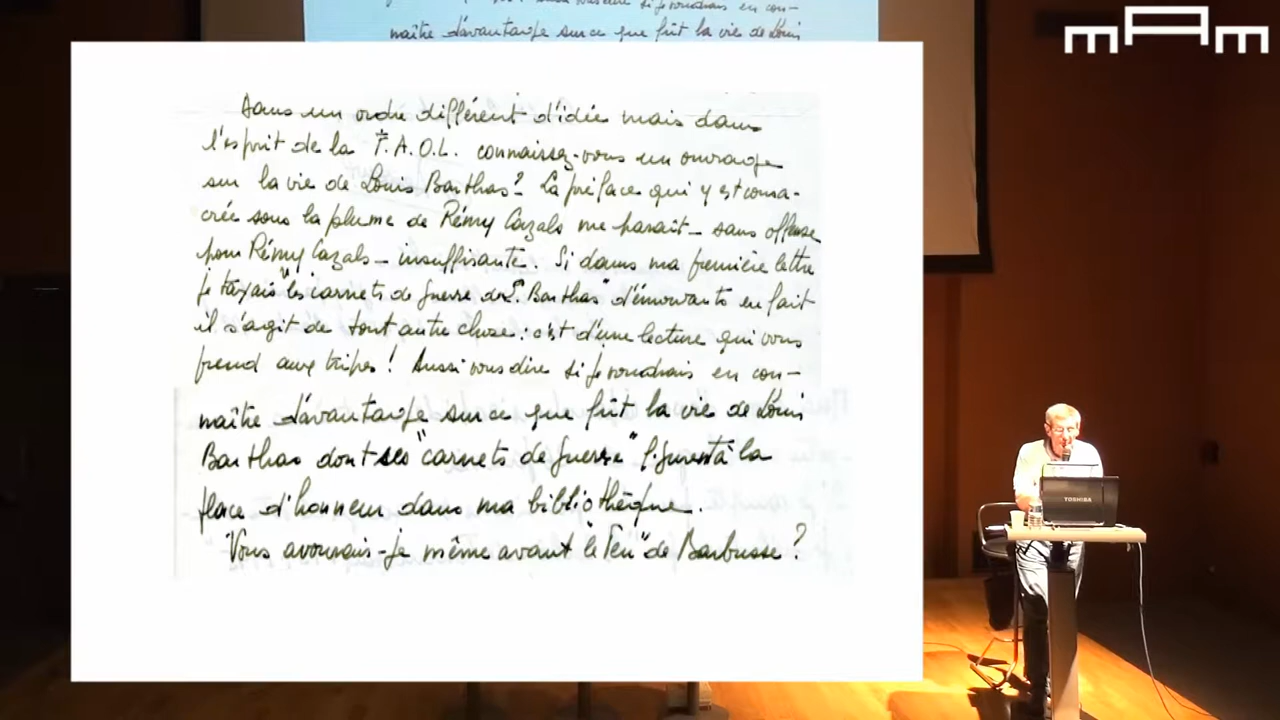 con-
maître dàvantarge sur ce que fût la vie de Louis
mAm
Dans un ordre différent d'idée mais dans
l'esprit de la F.A.O.L. connaissez-vous un ouvrage
sur la vie de Louis Barthas? La préface qui y est consa-
crée sous la plume de Rémy Cazals me parait - sans offense
pour Rémy Cazals - insuffisante. Si dans ma première lettre
je taxais "les carnets de guerre de L. Barthas" d'émouvants en fait
il s'agit de tout autre chose : c'est d'une lecture qui vous
prend aux tripes ! Aussi vous dire si je voudrais en con-
naître dàvantage sur ce que fût la vie de Louis
Barthas dont ses "carnets de guerre" figurent à la
place d'honneur dans ma bibliothèque.
Vous avouerais-je même avant "le Feu" de Barbusse ?
TOSHIBA